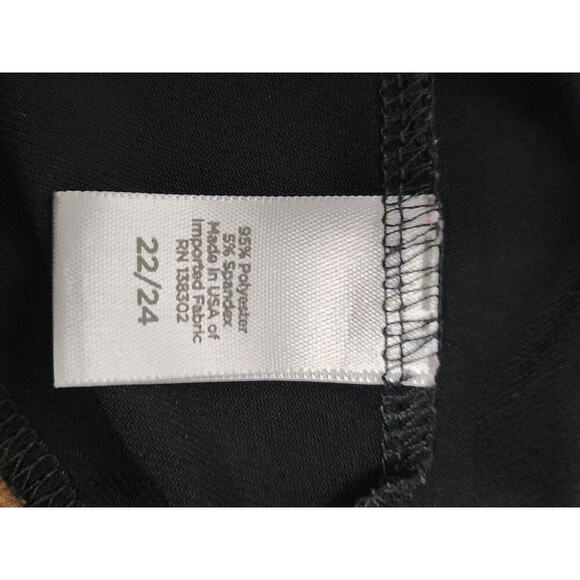 95% Polyester
5% Spandex
Made in USA of
Imported Fabric
RN 138302
22/24